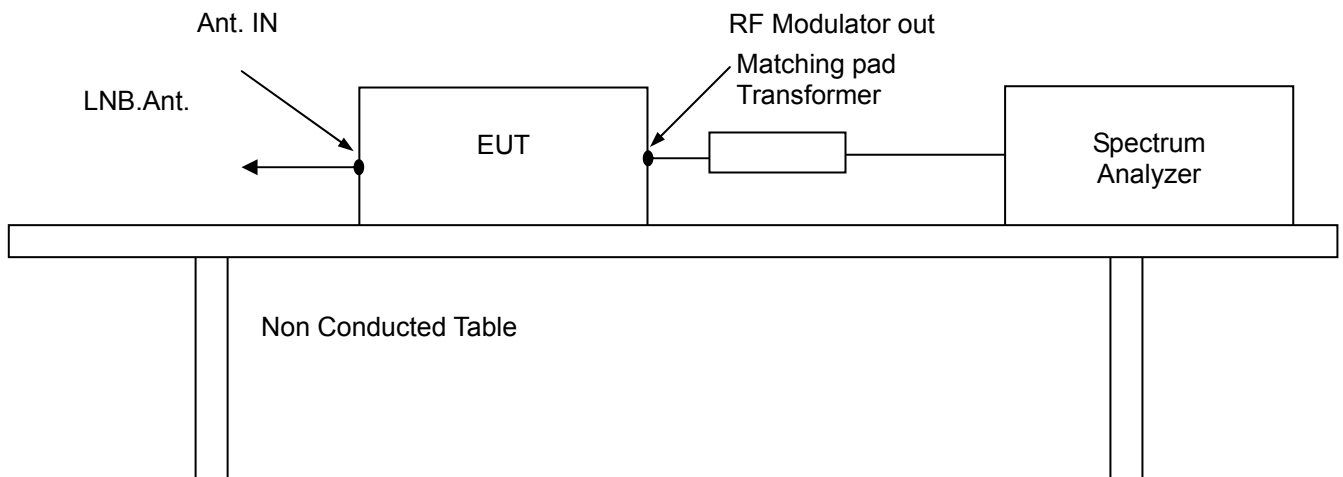 Ant. IN
RF Modulator out
LNB.Ant.
Matching pad
Transformer
EUT
Spectrum
Analyzer
Non Conducted Table